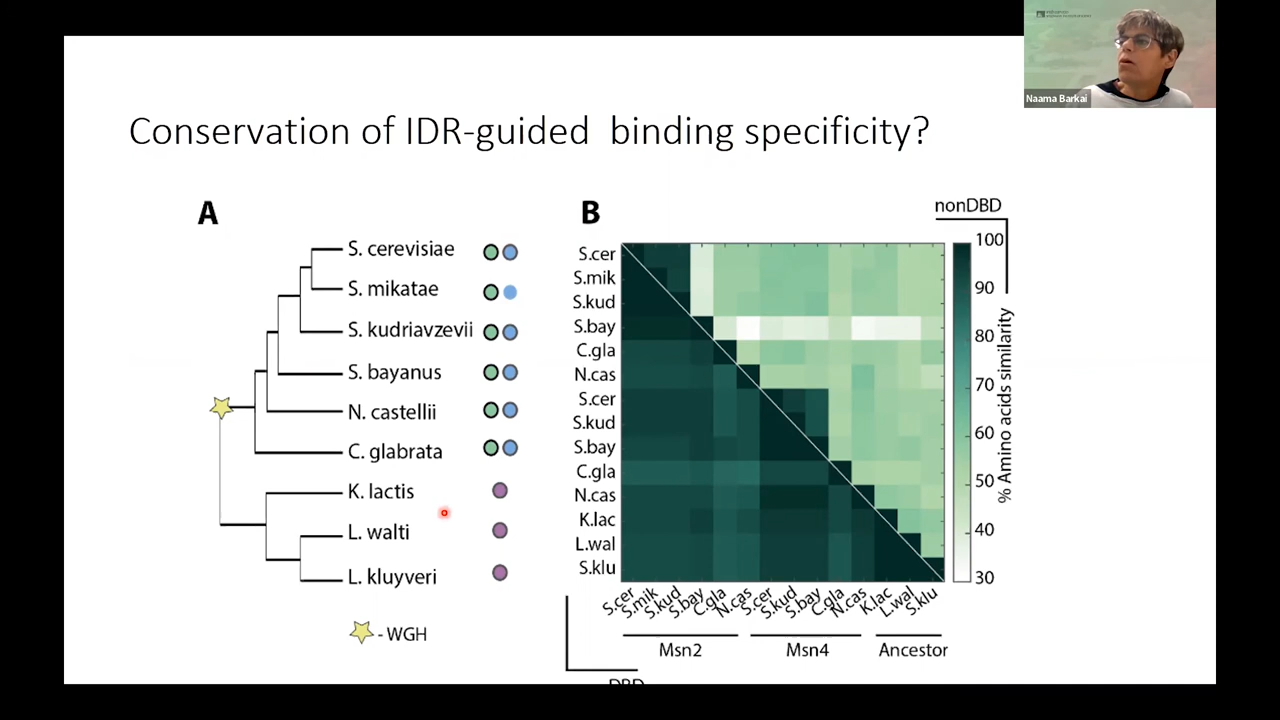 Naama Barkai
Conservation of IDR-guided binding specificity?
A
S. cerevisiae
S. mikatae
S. kudriavzevii
S. bayanus
N. castellii
C. glabrata
K. lactis
L. walti
L. kluyveri
- WGH
B
nonDBD
S.cer
S.mik
S.kud
S.bay
C.gla
N.cas
S.cer
S.kud
S.bay
C.gla
N.cas
K.lac
L.wal
S.klu
100
90
80
70
60
50
40
30
% Amino acids similarity
S.cer S.mik S.kud S.bay C.gla N.cas S.cer S.kud S.bay C.gla N.cas K.lac L.wal S.klu
Msn2 Msn4 Ancestor
DBD